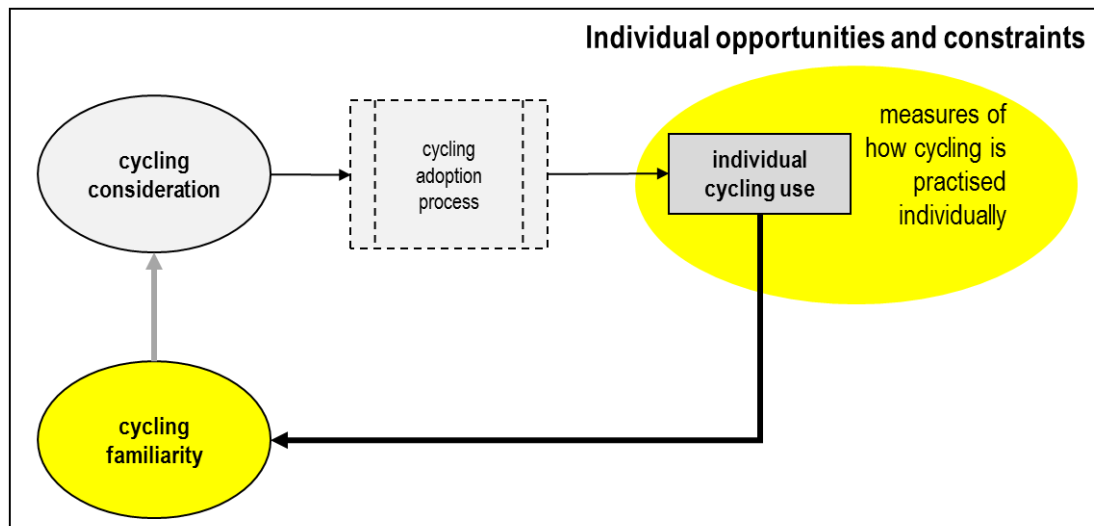 Individual opportunities and constraints
cycling
consideration
cycling
adoption
process
individual
cycling use
measures of
how cycling is
practised
individually
cycling
familiarity